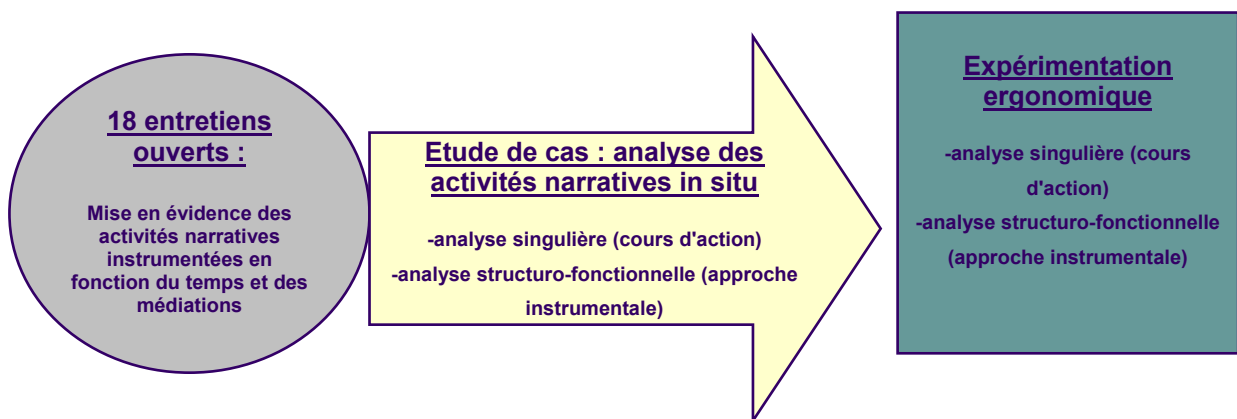 18 entretiens
ouverts :
Mise en évidence des
activités narratives
instrumentées en
fonction du temps et des
médiations
Etude de cas : analyse des
activités narratives in situ
-analyse singulière (cours d'action)
-analyse structuro-fonctionnelle (approche
instrumentale)
Expérimentation
ergonomique
-analyse singulière (cours
d'action)
-analyse structuro-fonctionnelle
(approche instrumentale)